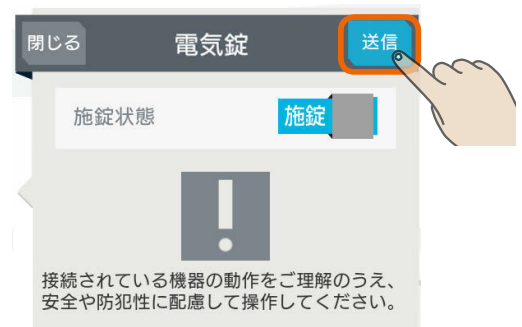 閉じる 電気錠 送信
施錠状態 施錠
接続されている機器の動作をご理解のうえ、
安全や防犯性に配慮して操作してください。